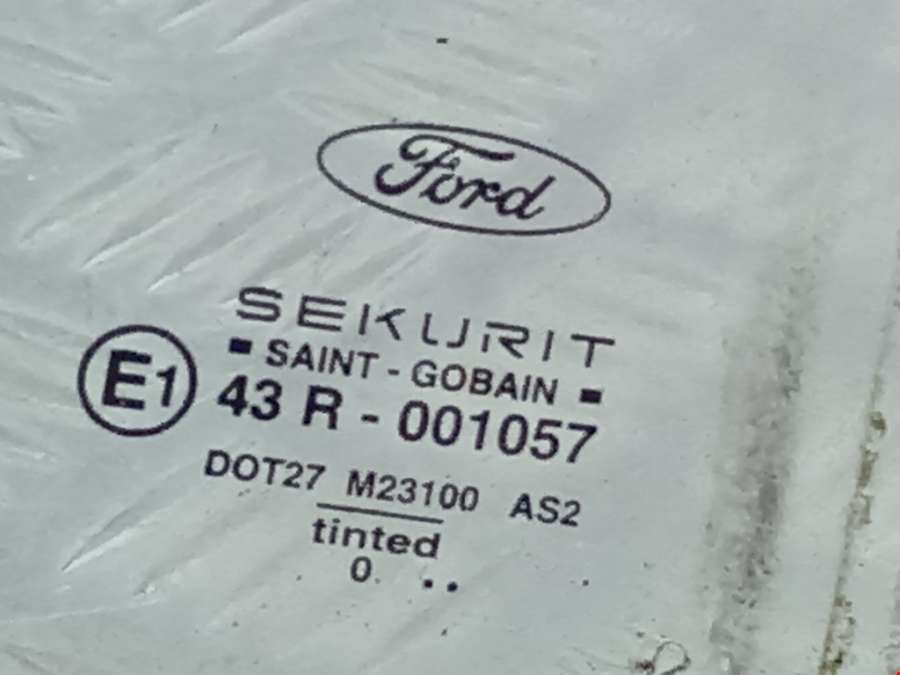 Ford
SEKURIT
▪ SAINT - GOBAIN ▪
E1 43 R - 001057
DOT27 M23100 AS2
tinted
0 ..